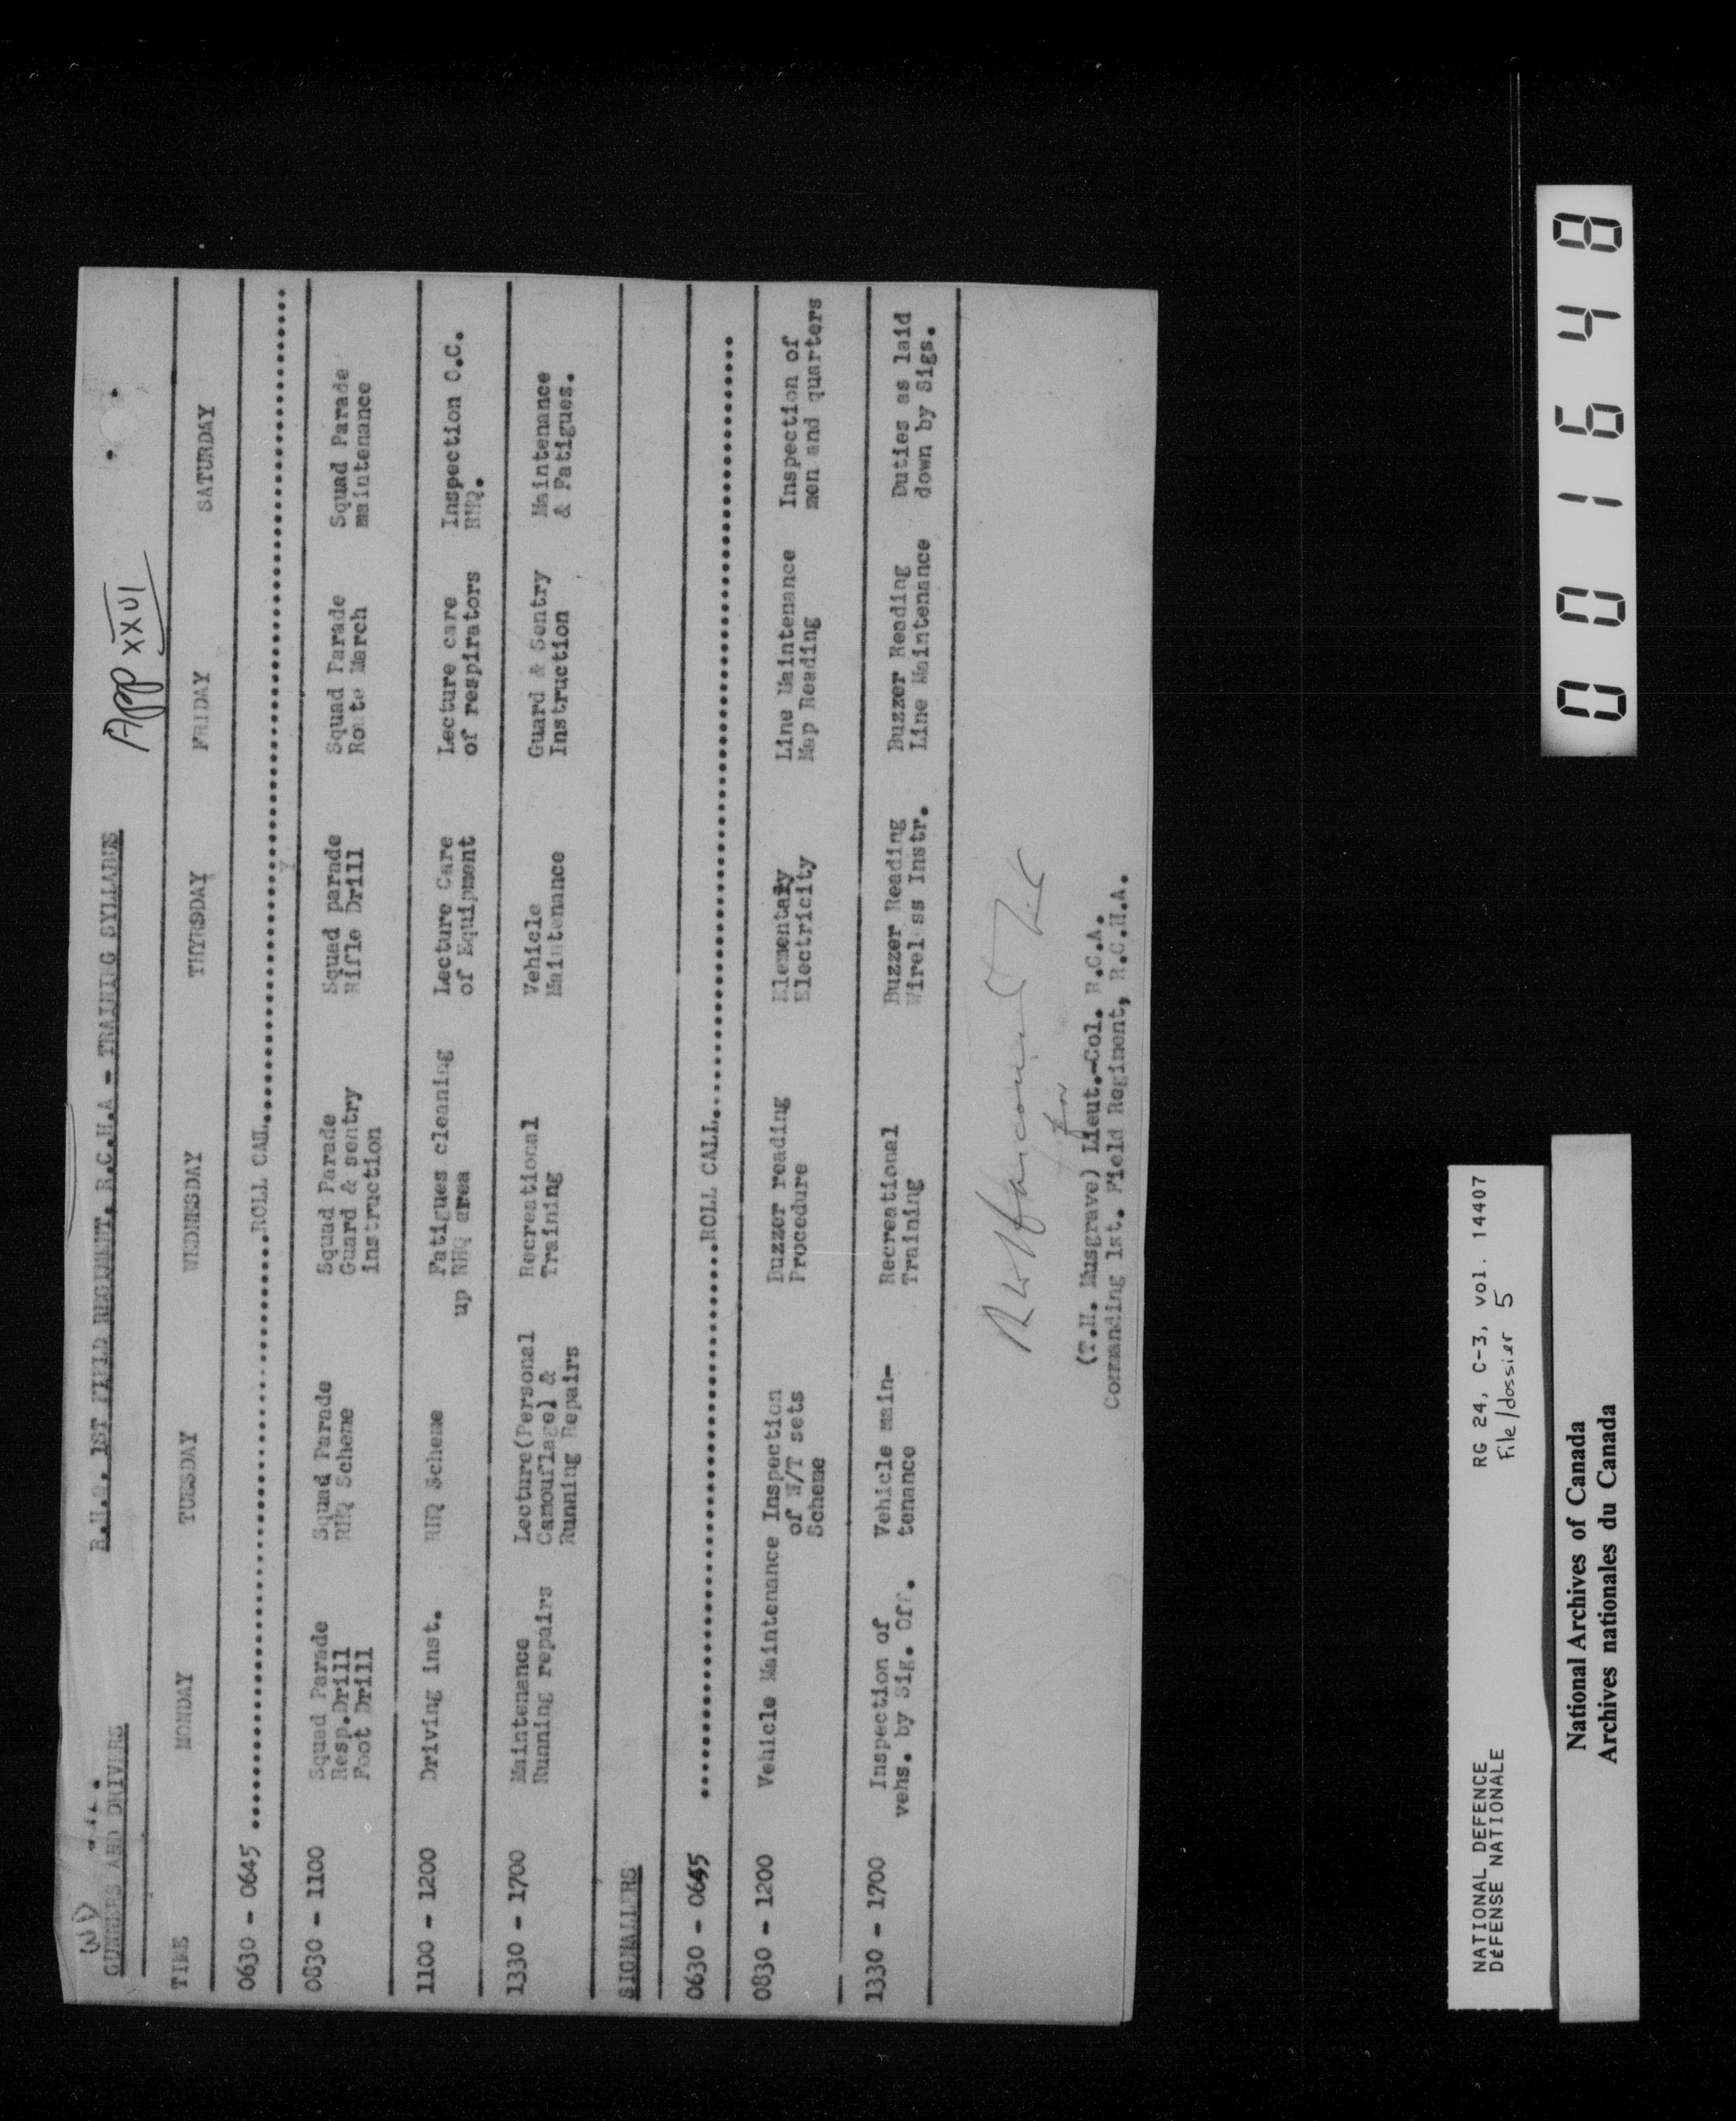 WD
App XXVI
R.H.Q. 1ST FIELD REGIMENT, R.C.H.A - TRAINING SYLLABUS
GUNNERS AND DRIVERS
TIME MONDAY TUESDAY WEDNESDAY THYRSDAY FRIDAY SATURDAY
0630 - 0645 ROLL CALL
0830 - 1100 Squad Parade Squad Parade Squad Parade Squad parade Squad Parade Squad Parade
Resp.Drill RHQ Scheme Guard & sentry Rifle Drill Route March maintenance
Foot Drill instruction
1100 - 1200 Driving inst. RHQ Scheme Fatigues cleaning Lecture Care Lecture care Inspection O.C.
up RHQ area of Equipment of respirators RHQ.
1330 - 1700 Maintenance Lecture(Personal Recreational Vehicle Guard & Sentry Maintenance
Running repairs Camouflage) & Training Maintenance Instruction & Fatigues.
Running Repairs
SIGNALLERS
0630 - 0645 ROLL CALL
0830 - 1200 Vehicle Maintenance Inspection Buzzer reading Elementary Line Maintenance Inspection of
of W/T sets Procedure Electricity Map Reading men and quarters
Scheme
1330 - 1700 Inspection of Vehicle main- Recreational Buzzer Reading Buzzer Reading Duties as laid
vehs. by Sig. Off. tenance Training Wireless Instr. Line Maintenance down by Sigs.
for
(T.H. Musgrave) Lieut.-Col. R.C.A.
Commanding 1st. Field Regiment, R.C.H.A.
NATIONAL DEFENCE RG 24, C-3, vol. 14407
DÉFENSE NATIONALE File/dossier 5
National Archives of Canada
Archives nationales du Canada
001648